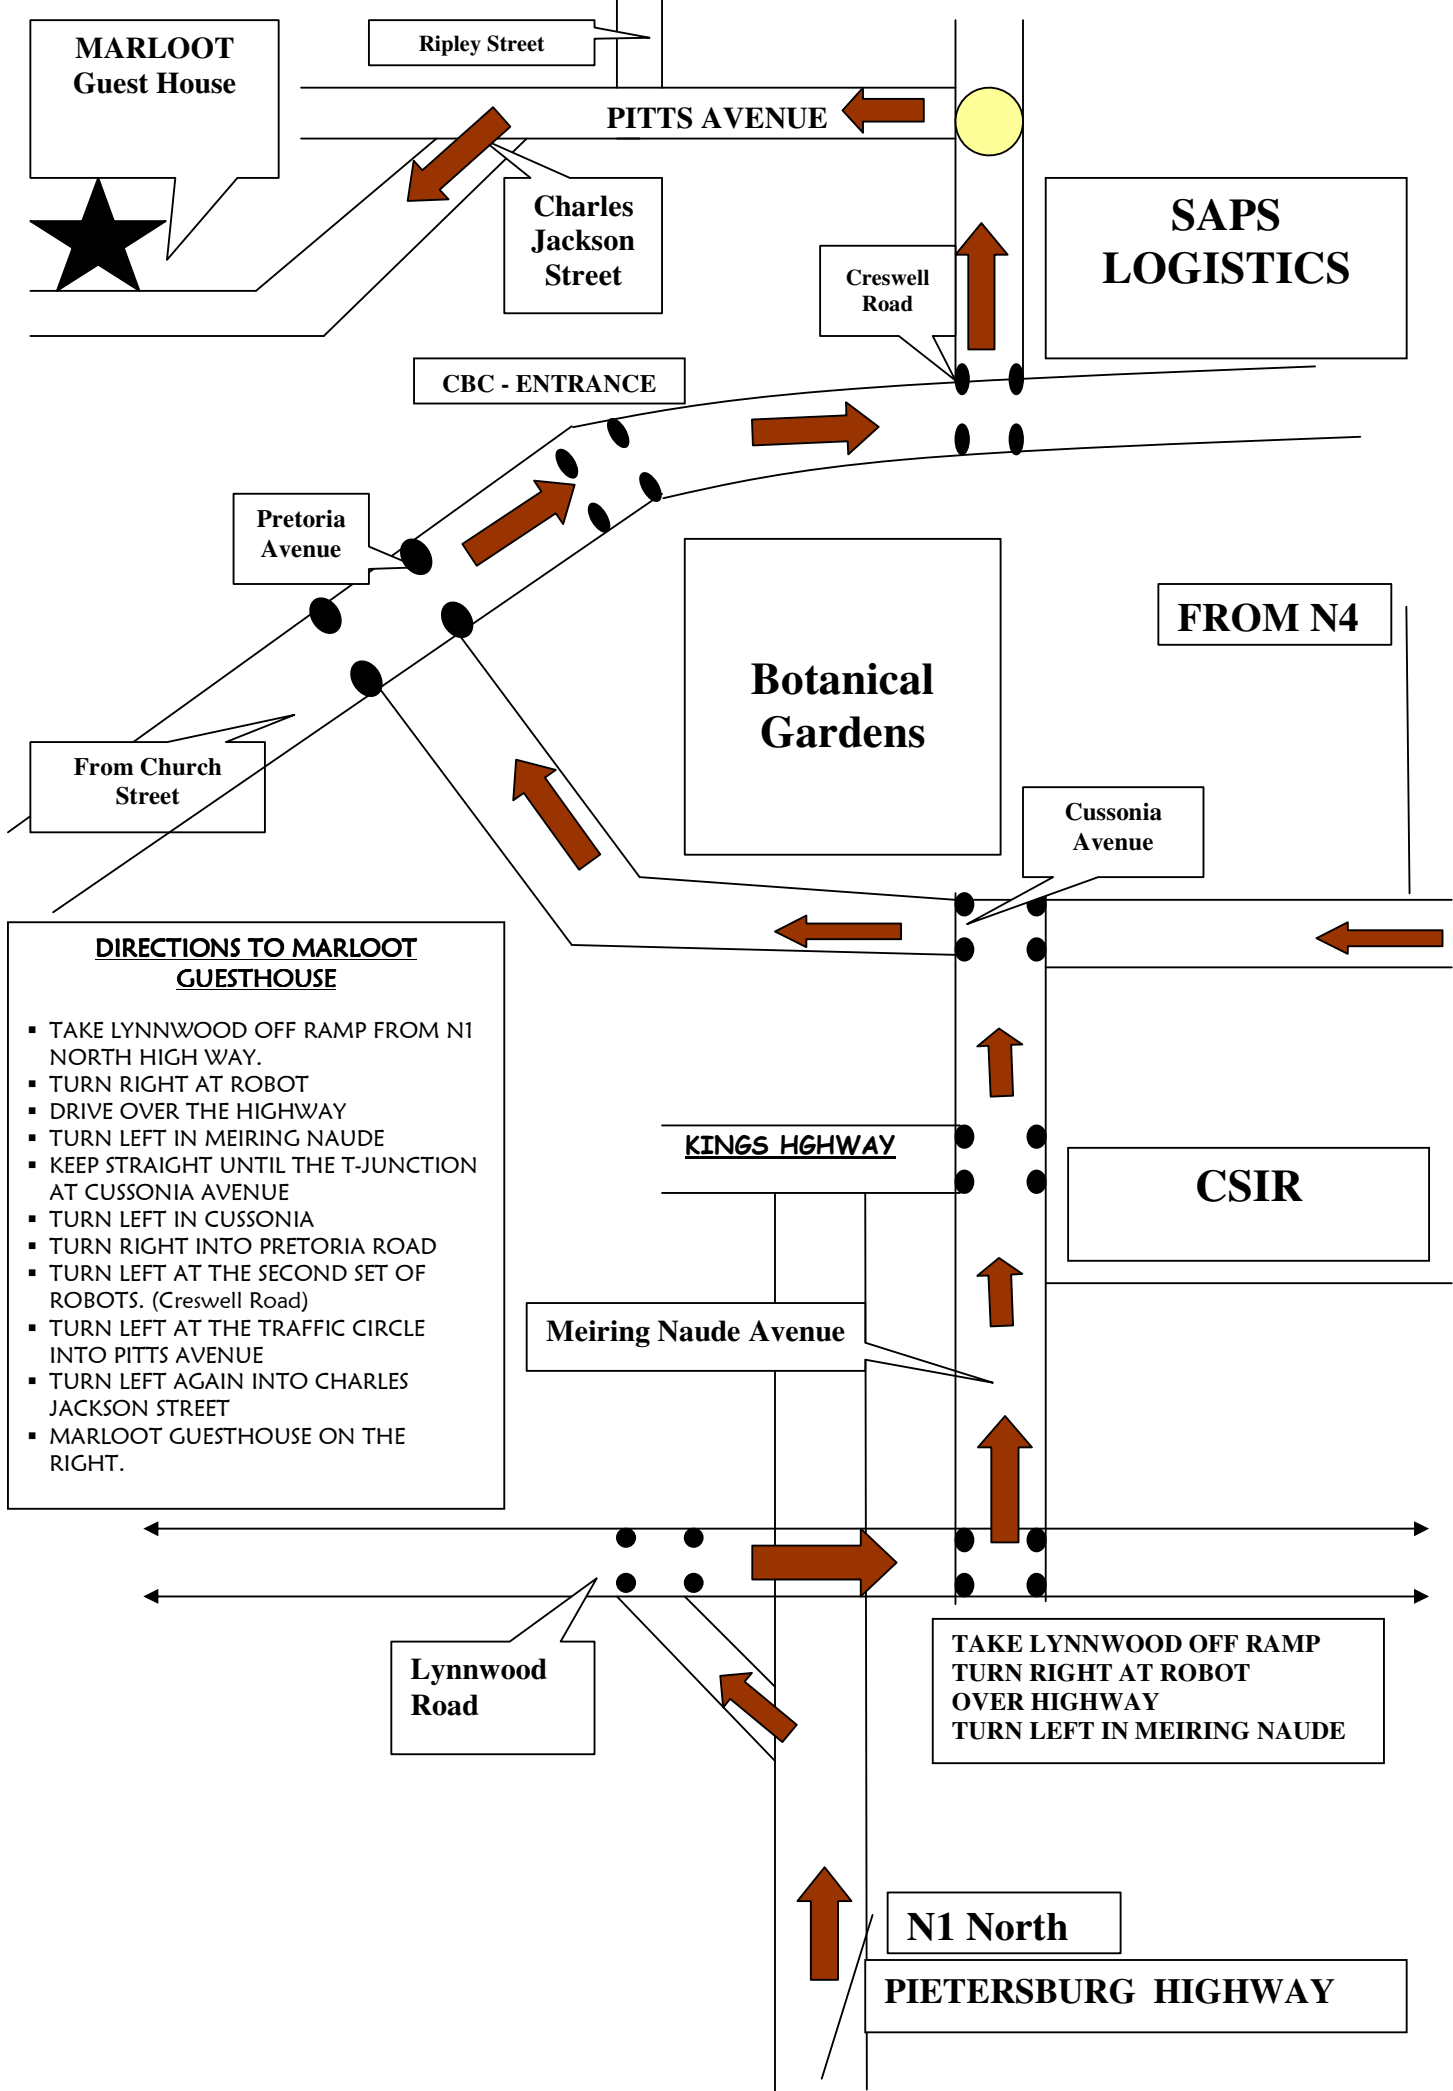 MARLOOT
Guest House
Ripley Street
PITTS AVENUE
Charles
Jackson
Street
SAPS
LOGISTICS
Creswell
Road
CBC - ENTRANCE
Pretoria
Avenue
Botanical
Gardens
FROM N4
From Church
Street
Cussonia
Avenue
DIRECTIONS TO MARLOOT
GUESTHOUSE
▪ TAKE LYNNWOOD OFF RAMP FROM N1
NORTH HIGH WAY.
▪ TURN RIGHT AT ROBOT
▪ DRIVE OVER THE HIGHWAY
▪ TURN LEFT IN MEIRING NAUDE
▪ KEEP STRAIGHT UNTIL THE T-JUNCTION
AT CUSSONIA AVENUE
▪ TURN LEFT IN CUSSONIA
▪ TURN RIGHT INTO PRETORIA ROAD
▪ TURN LEFT AT THE SECOND SET OF
ROBOTS. (Creswell Road)
▪ TURN LEFT AT THE TRAFFIC CIRCLE
INTO PITTS AVENUE
▪ TURN LEFT AGAIN INTO CHARLES
JACKSON STREET
▪ MARLOOT GUESTHOUSE ON THE
RIGHT.
KINGS HGHWAY
CSIR
Meiring Naude Avenue
Lynnwood
Road
TAKE LYNNWOOD OFF RAMP
TURN RIGHT AT ROBOT
OVER HIGHWAY
TURN LEFT IN MEIRING NAUDE
N1 North
PIETERSBURG HIGHWAY